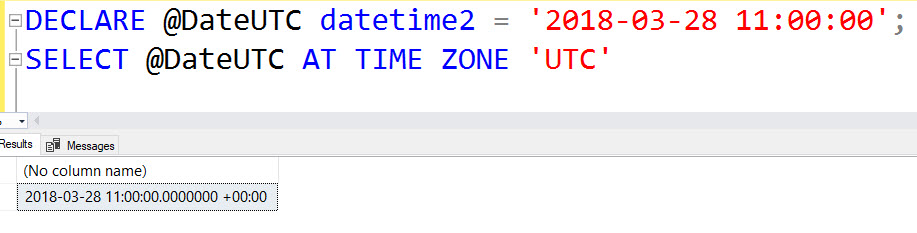 DECLARE @DateUTC datetime2 = '2018-03-28 11:00:00';
SELECT @DateUTC AT TIME ZONE 'UTC'
Results Messages
(No column name)
2018-03-28 11:00:00.0000000 +00:00